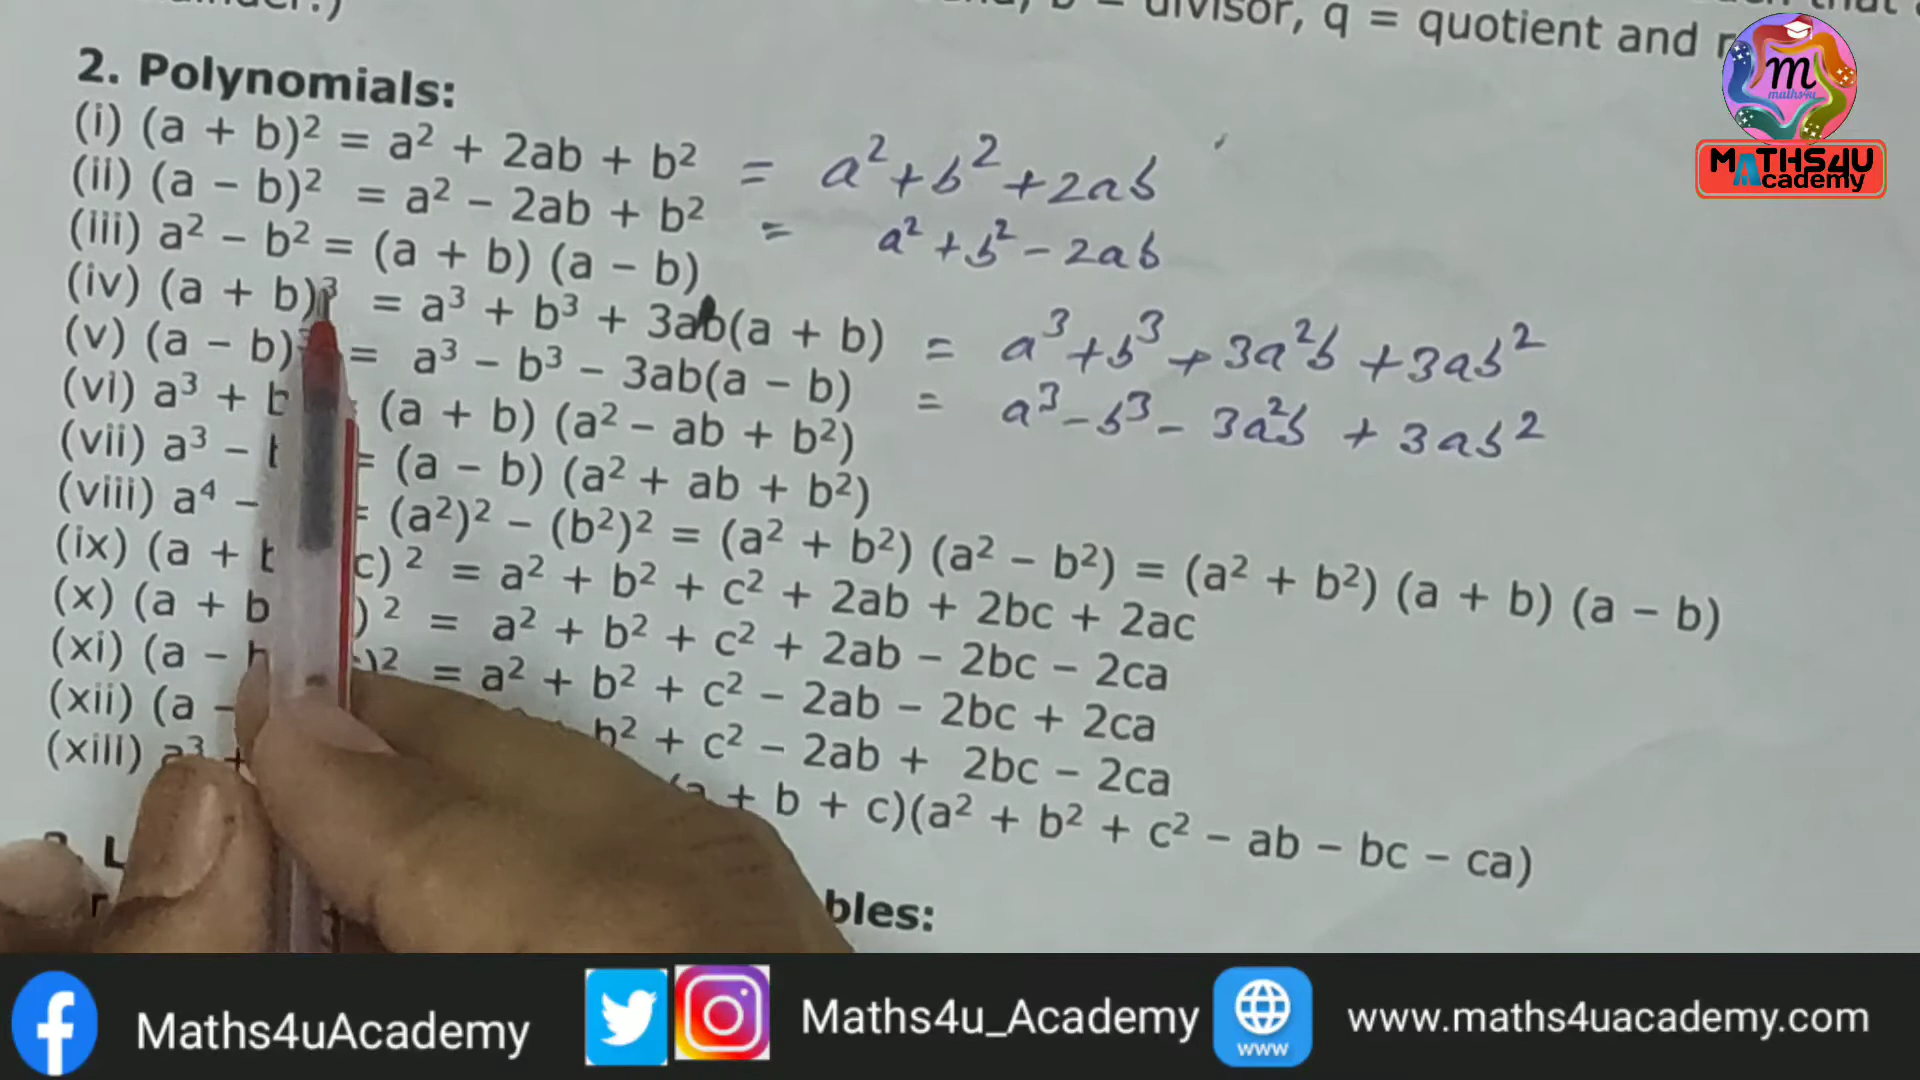 divisor, q = quotient and
2. Polynomials:
(i) (a + b)² = a² + 2ab + b² = a² + b² + 2ab
(ii) (a – b)² = a² – 2ab + b² = a² + b² – 2ab
(iii) a² – b² = (a + b) (a – b)
(iv) (a + b)³ = a³ + b³ + 3ab(a + b) = a³ + b³ + 3a²b + 3ab²
(v) (a – b) = a³ – b³ – 3ab(a – b) = a³ – b³ – 3a²b + 3ab²
(vi) a³ + b (a + b) (a² – ab + b²)
(vii) a³ – = (a – b) (a² + ab + b²)
(viii) a⁴ – = (a²)² – (b²)² = (a² + b²) (a² – b²) = (a² + b²) (a + b) (a – b)
(ix) (a + c)² = a² + b² + c² + 2ab + 2bc + 2ac
(x) (a + b )² = a² + b² + c² + 2ab – 2bc – 2ca
(xi) (a – )² = a² + b² + c² – 2ab – 2bc + 2ca
(xii) (a – b² + c² – 2ab + 2bc – 2ca
(xiii) a³ + + b + c)(a² + b² + c² – ab – bc – ca)
bles:
m
maths4u
MATHS4U
Academy
Maths4uAcademy
Maths4u_Academy
www
www.maths4uacademy.com